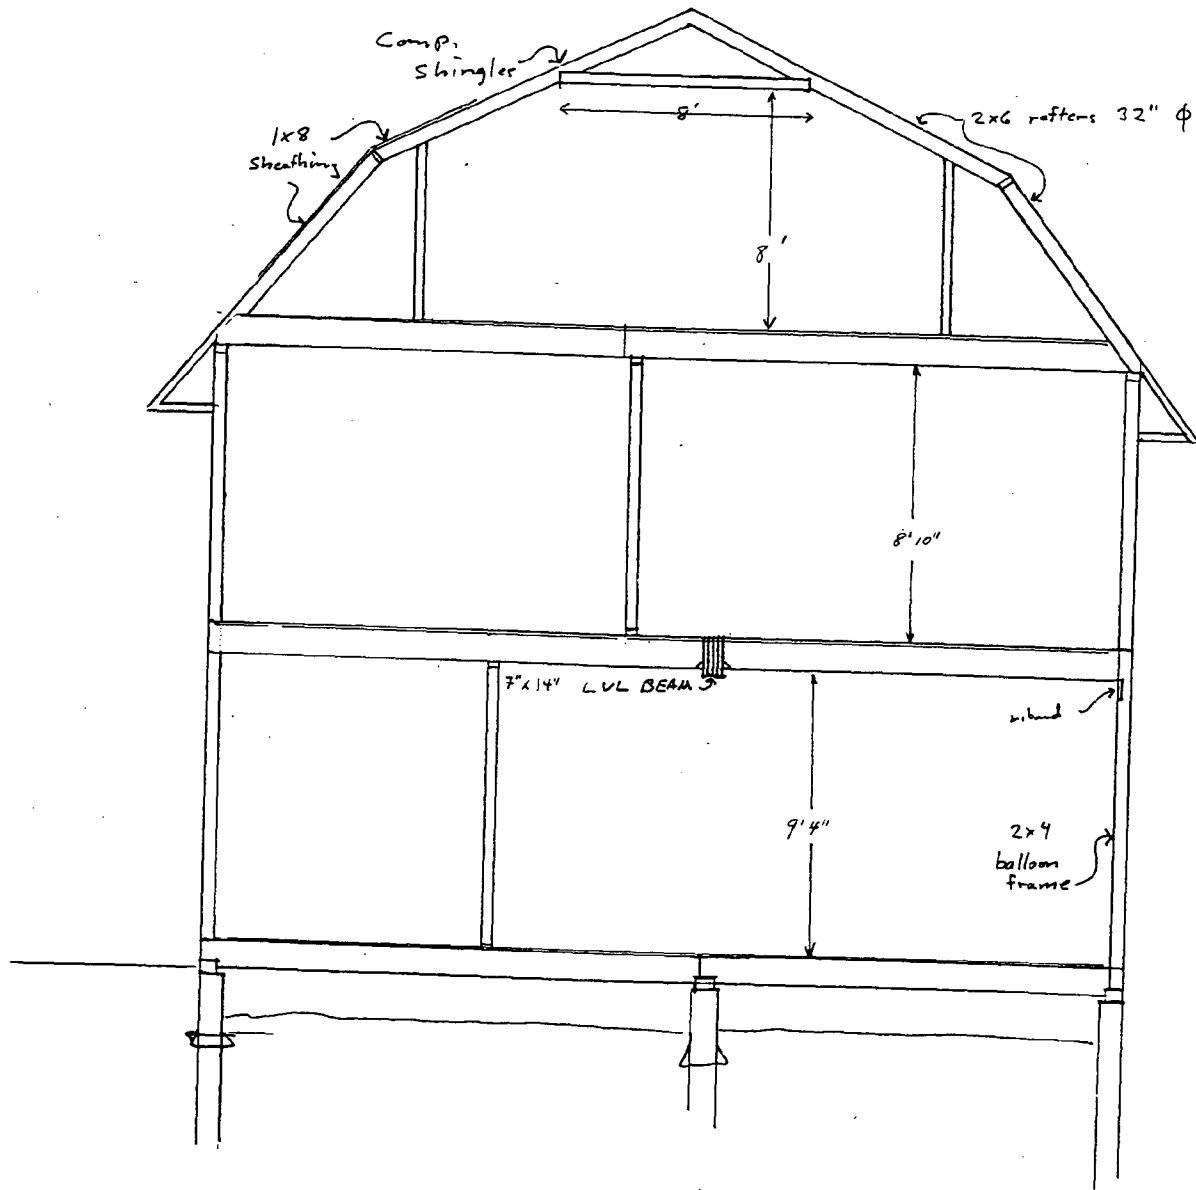 Comp.
Shingles
1x8
Sheathing
8'
2x6 rafters 32" ϕ
8'
8'10"
7"x14" LVL BEAM
ribund
9'4"
2x4
balloon
frame